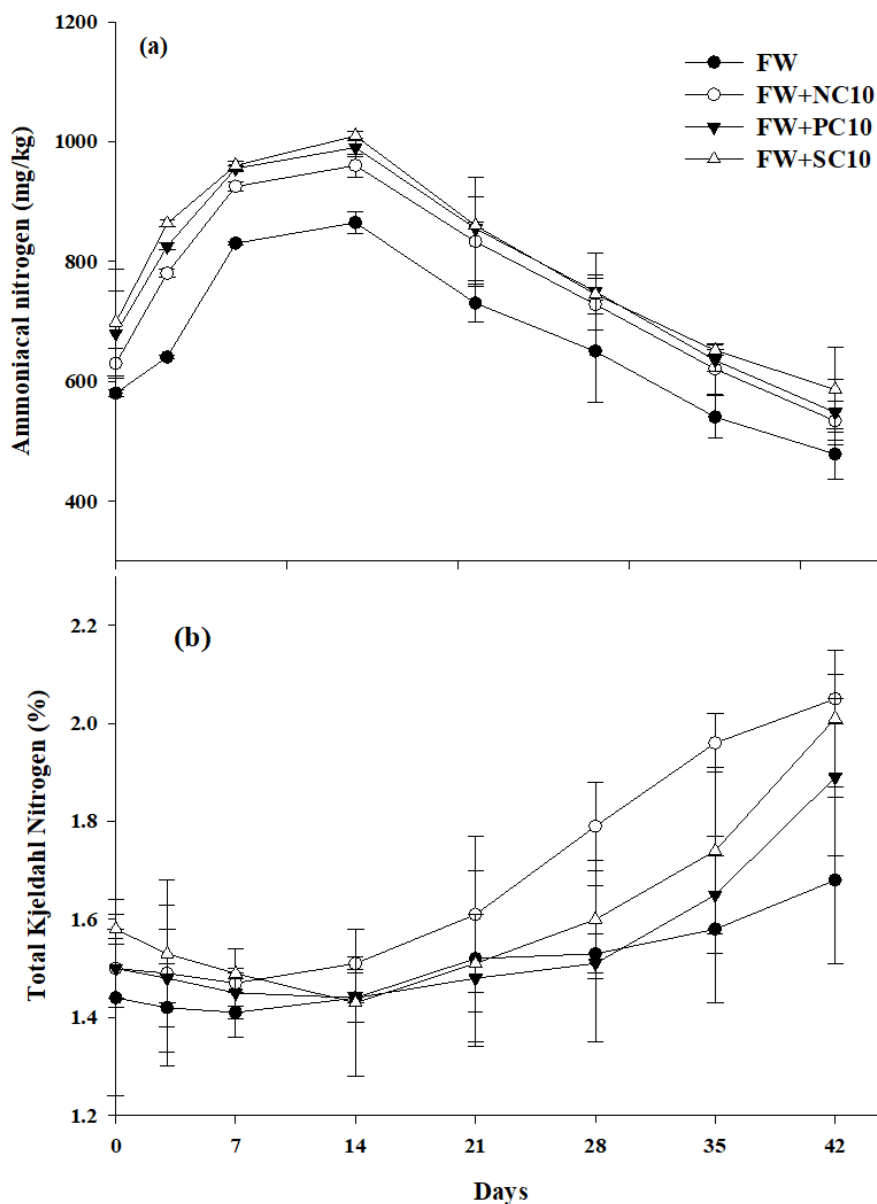 (a)
FW
FW+NC10
FW+PC10
FW+SC10
Ammoniacal nitrogen (mg/kg)
1200
1000
800
600
400
(b)
Total Kjeldahl Nitrogen (%)
2.2
2.0
1.8
1.6
1.4
1.2
0 7 14 21 28 35 42
Days